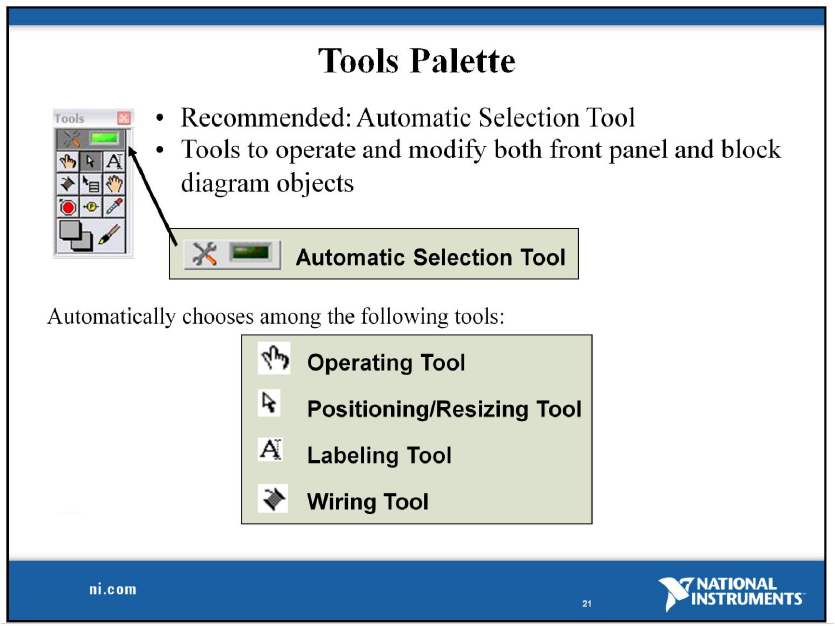 Tools Palette
Tools
• Recommended: Automatic Selection Tool
• Tools to operate and modify both front panel and block
diagram objects
Automatic Selection Tool
Automatically chooses among the following tools:
Operating Tool
Positioning/Resizing Tool
Labeling Tool
Wiring Tool
ni.com
21
NATIONAL
INSTRUMENTS